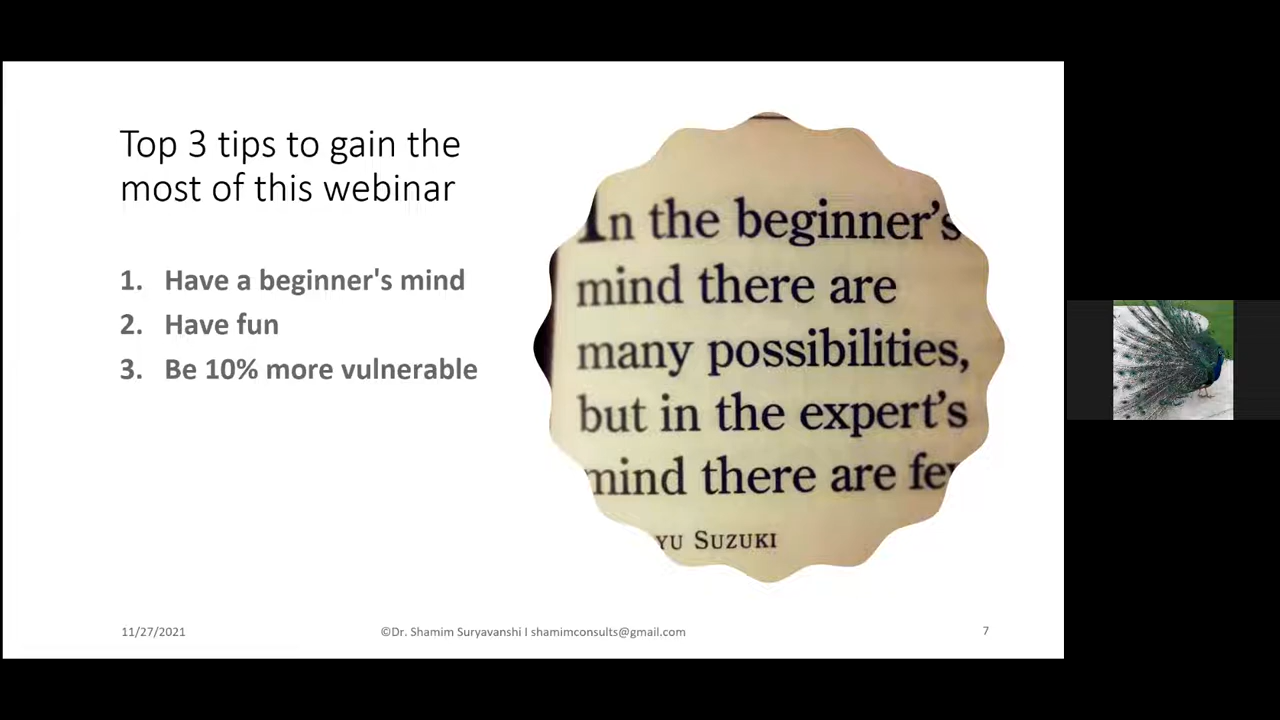 Top 3 tips to gain the
most of this webinar
1. Have a beginner's mind
2. Have fun
3. Be 10% more vulnerable
In the beginner's
mind there are
many possibilities,
but in the expert's
mind there are few
YU SUZUKI
11/27/2021
©Dr. Shamim Suryavanshi I shamimconsults@gmail.com
7